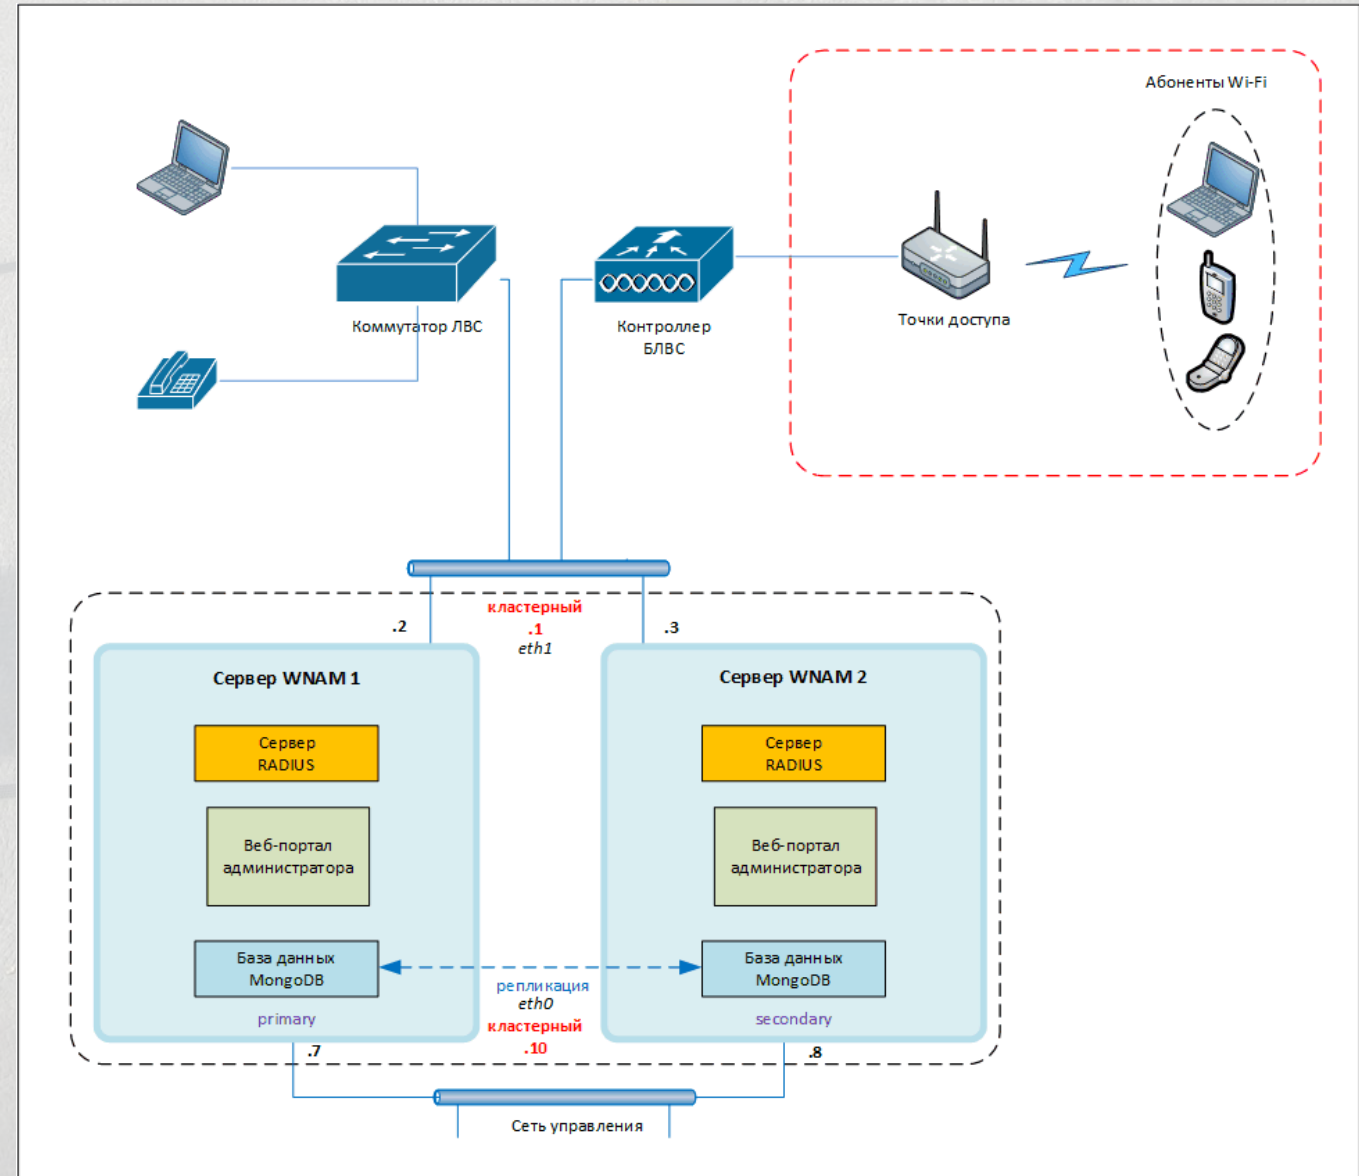 Абоненты Wi-Fi
Коммутатор ЛВС
Контроллер
БЛВС
Точки доступа
кластерный
.2
.1
.3
eth1
Сервер WNAM 1
Сервер WNAM 2
Сервер
RADIUS
Сервер
RADIUS
Веб-портал
администратора
Веб-портал
администратора
База данных
MongoDB
База данных
MongoDB
репликация
eth0
primary
secondary
кластерный
.7
.10
.8
Сеть управления